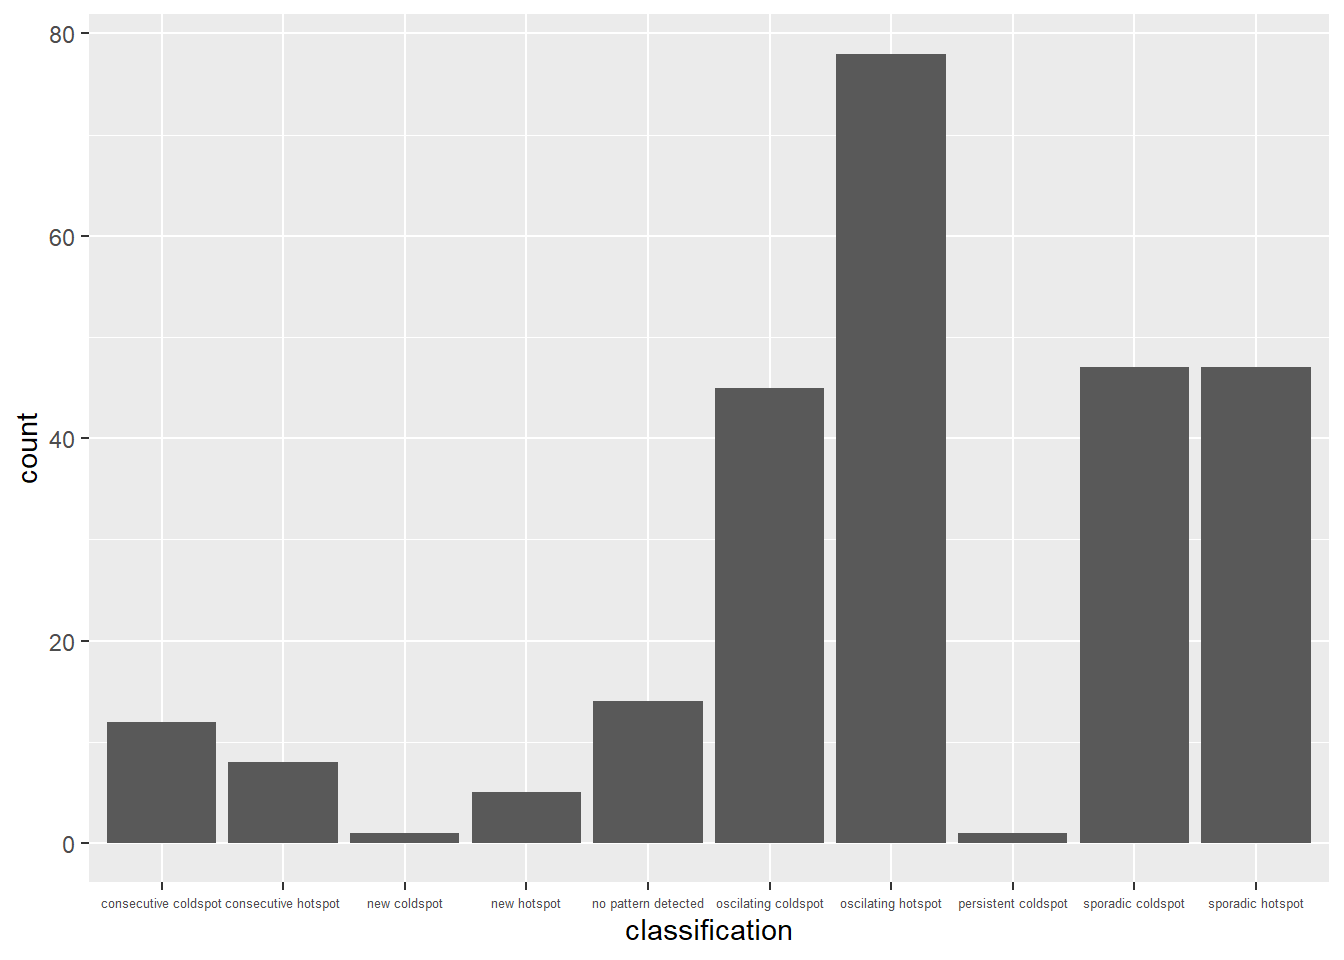 80
60
40
20
0
count
consecutive coldspot consecutive hotspot new coldspot new hotspot no pattern detected oscilating coldspot oscilating hotspot persistent coldspot sporadic coldspot sporadic hotspot
classification